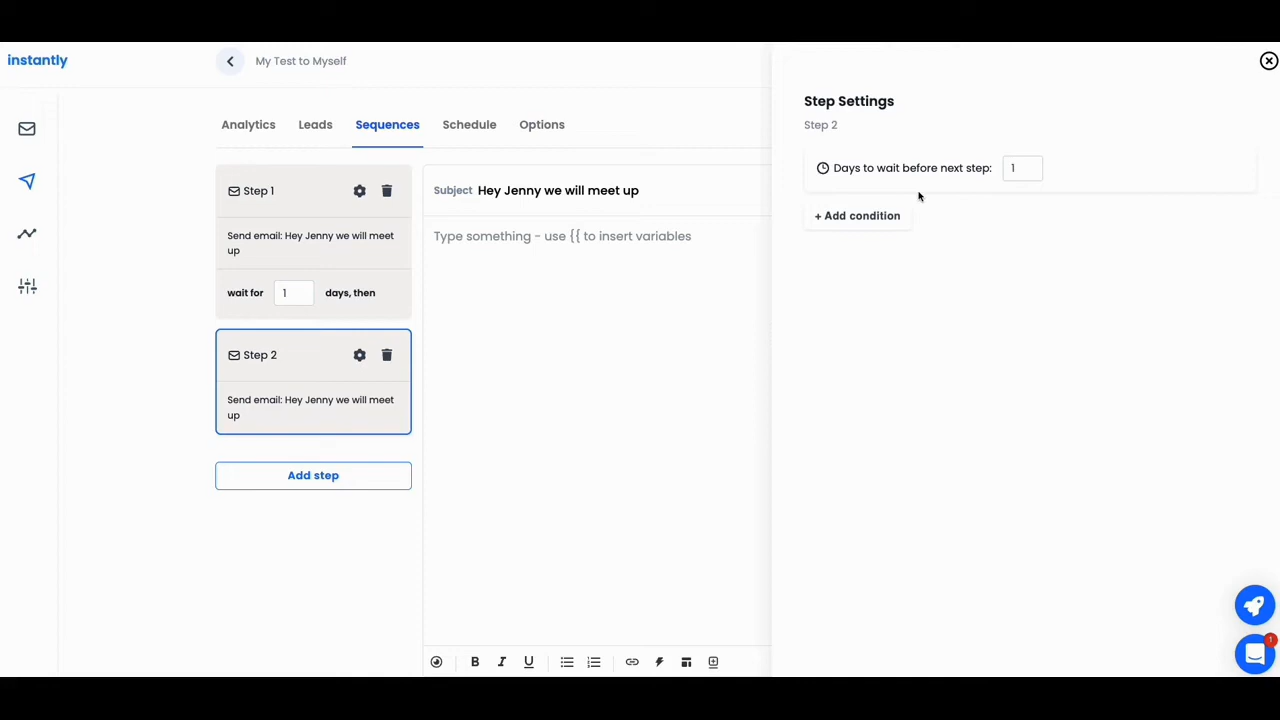 instantly
My Test to Myself
Analytics
Leads
Sequences
Schedule
Options
Step 1
Send email: Hey Jenny we will meet
up
wait for 1 days, then
Step 2
Send email: Hey Jenny we will meet
up
Add step
Subject Hey Jenny we will meet up
Type something - use {{ to insert variables
B I U
Step Settings
Step 2
Days to wait before next step: 1
+ Add condition
1